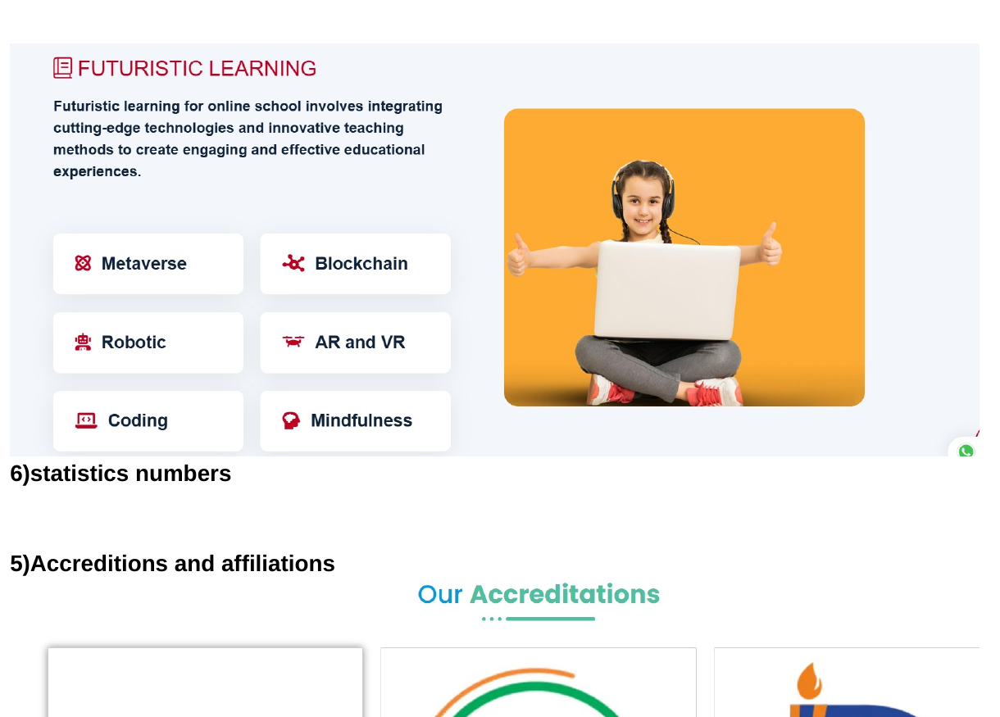 FUTURISTIC LEARNING
Futuristic learning for online school involves integrating
cutting-edge technologies and innovative teaching
methods to create engaging and effective educational
experiences.
Metaverse
Blockchain
Robotic
AR and VR
Coding
Mindfulness
6)statistics numbers
5)Accreditions and affiliations
Our Accreditations